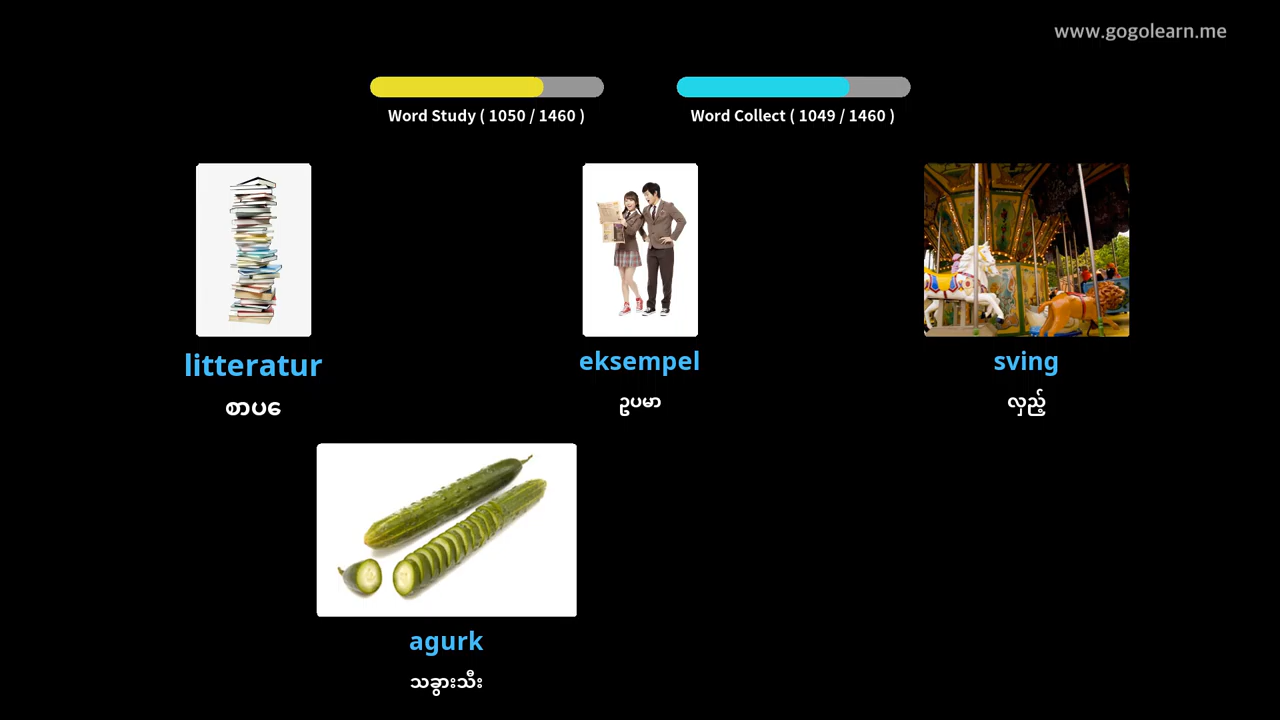 www.gogolearn.me
Word Study ( 1050 / 1460 )
Word Collect ( 1049 / 1460 )
litteratur
စာပေ
eksempel
ဥပမာ
sving
လှည့်
agurk
သခွားသီး